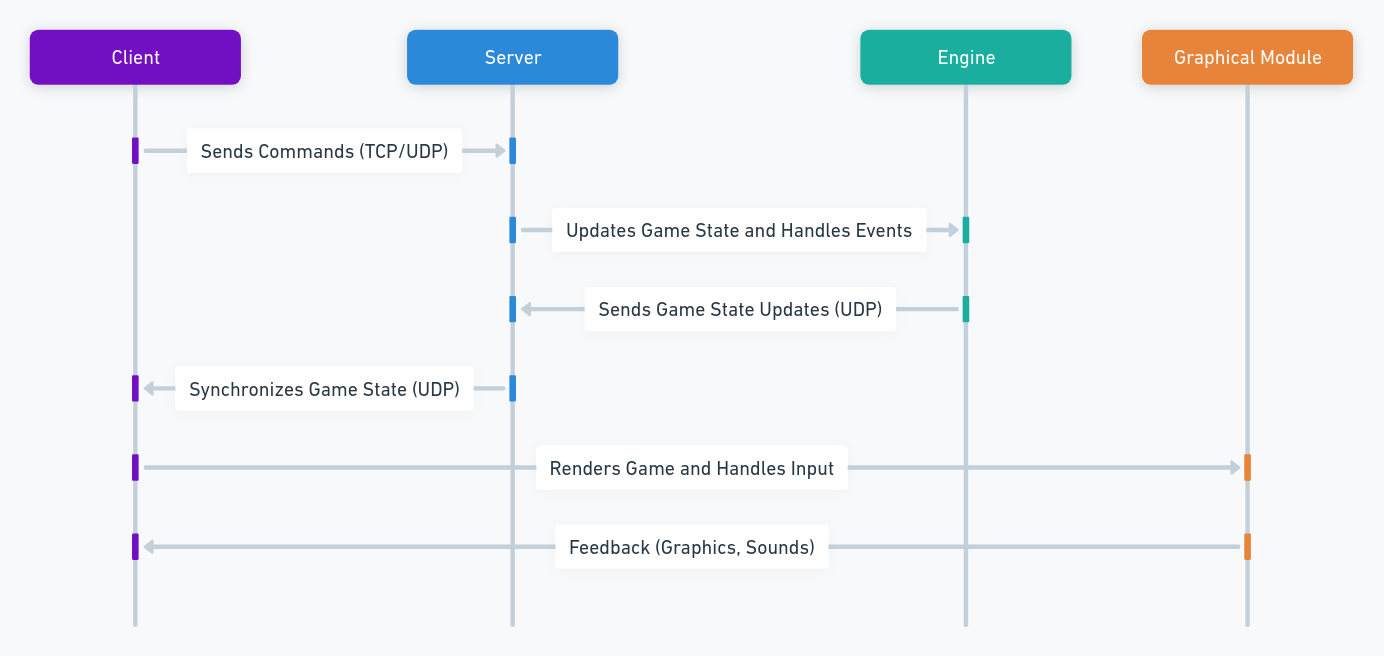 Client
Server
Engine
Graphical Module
Sends Commands (TCP/UDP)
Updates Game State and Handles Events
Sends Game State Updates (UDP)
Synchronizes Game State (UDP)
Renders Game and Handles Input
Feedback (Graphics, Sounds)